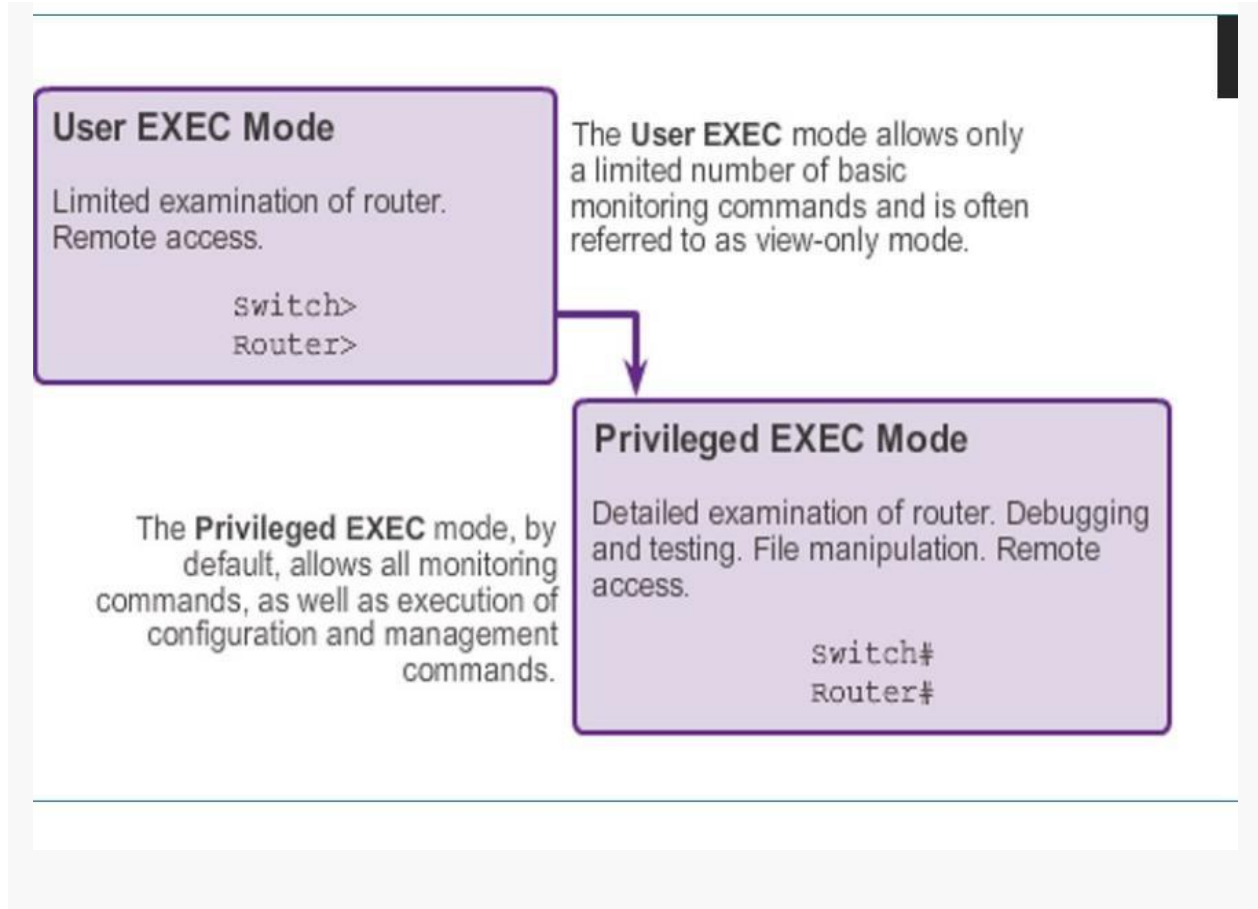 User EXEC Mode
Limited examination of router.
Remote access.
Switch>
Router>
The User EXEC mode allows only
a limited number of basic
monitoring commands and is often
referred to as view-only mode.
Privileged EXEC Mode
Detailed examination of router. Debugging
and testing. File manipulation. Remote
access.
Switch#
Router#
The Privileged EXEC mode, by
default, allows all monitoring
commands, as well as execution of
configuration and management
commands.